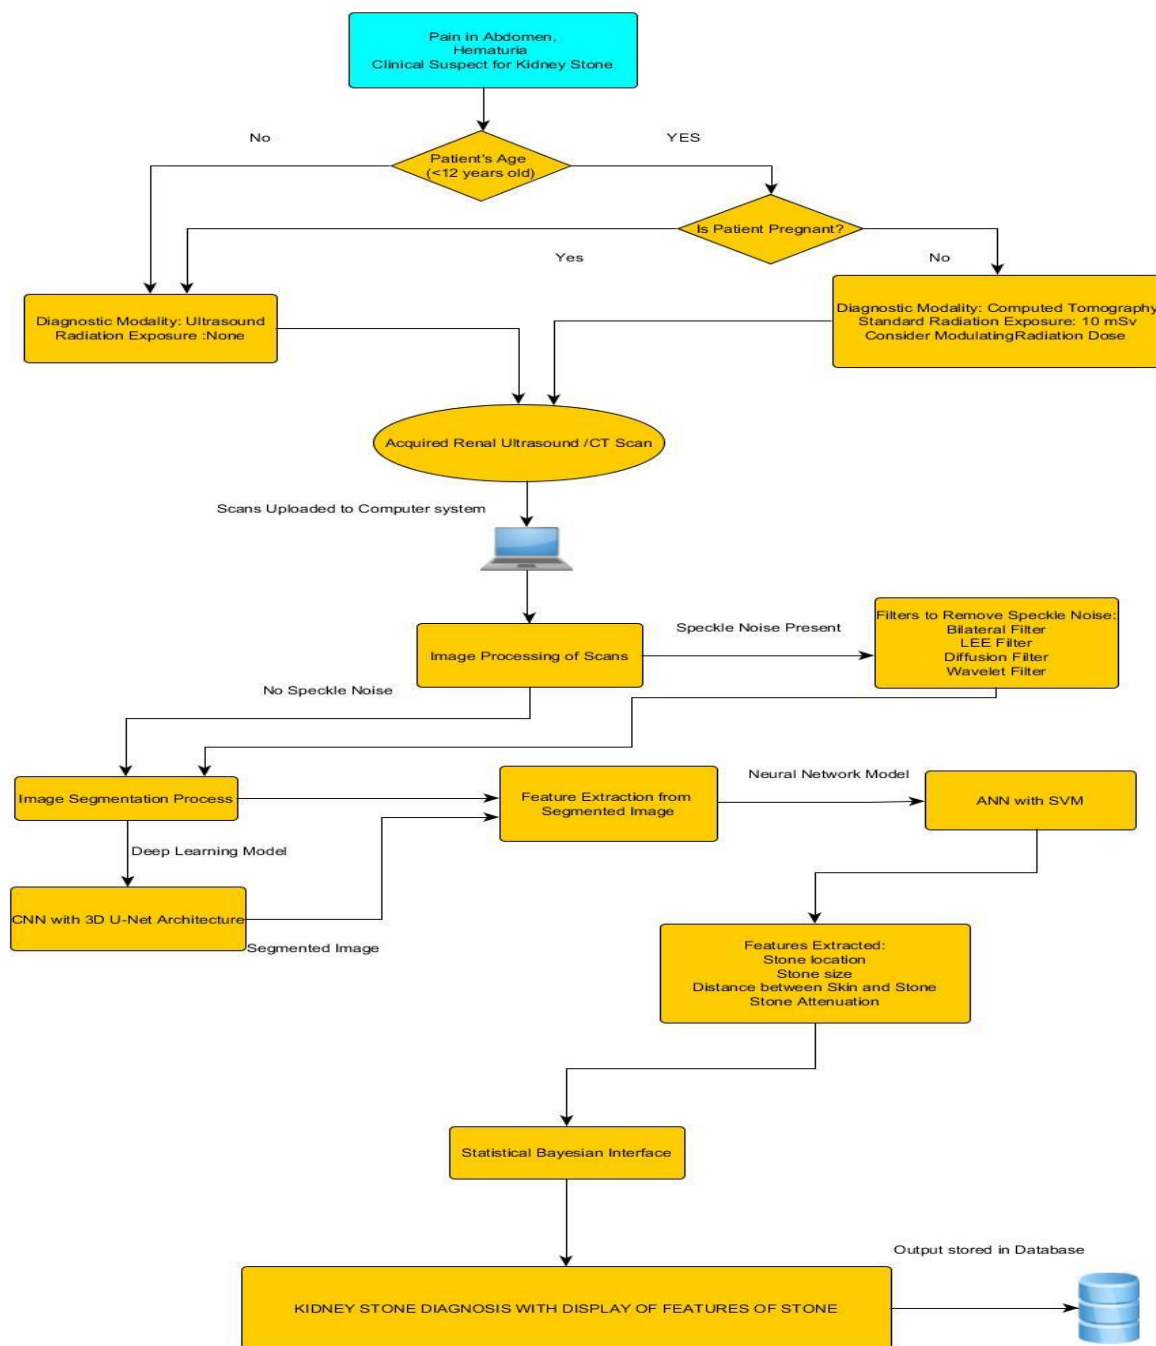 Pain in Abdomen,
Hematuria
Clinical Suspect for Kidney Stone
No
YES
Patient's Age
(<12 years old)
Is Patient Pregnant?
Yes
No
Diagnostic Modality: Ultrasound
Radiation Exposure :None
Diagnostic Modality: Computed Tomography
Standard Radiation Exposure: 10 mSv
Consider ModulatingRadiation Dose
Acquired Renal Ultrasound /CT Scan
Scans Uploaded to Computer system
Image Processing of Scans
Speckle Noise Present
Filters to Remove Speckle Noise:
Bilateral Filter
LEE Filter
Diffusion Filter
Wavelet Filter
No Speckle Noise
Image Segmentation Process
Feature Extraction from
Segmented Image
Neural Network Model
ANN with SVM
Deep Learning Model
CNN with 3D U-Net Architecture
Segmented Image
Features Extracted:
Stone location
Stone size
Distance between Skin and Stone
Stone Attenuation
Statistical Bayesian Interface
Output stored in Database
KIDNEY STONE DIAGNOSIS WITH DISPLAY OF FEATURES OF STONE